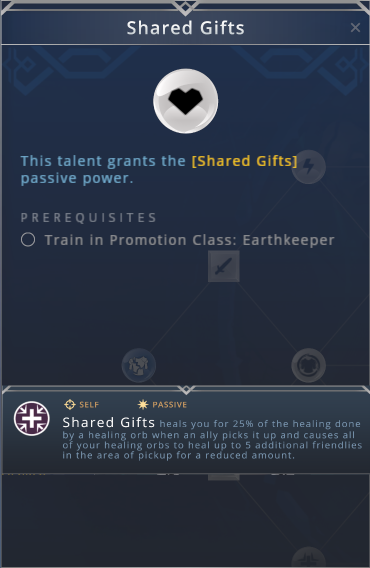 Shared Gifts
This talent grants the [Shared Gifts]
passive power.
PREREQUISITES
Train in Promotion Class: Earthkeeper
SELF PASSIVE
Shared Gifts heals you for 25% of the healing done
by a healing orb when an ally picks it up and causes all
of your healing orbs to heal up to 5 additional friendlies
in the area of pickup for a reduced amount.